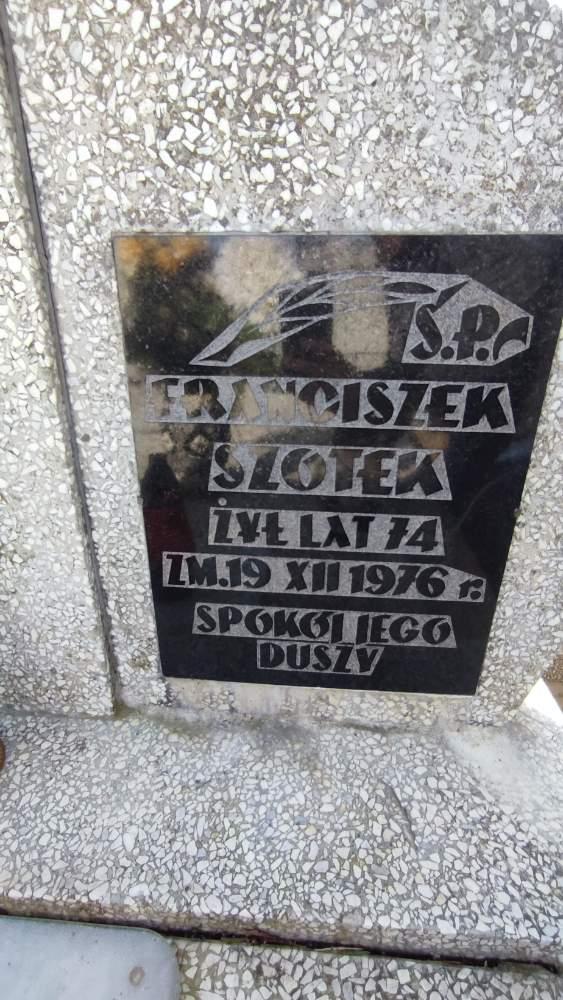 Ś.P.
FRANCISZEK
SZOTEK
ŻYŁ LAT 74
ZM.19 XII 1976 r.
SPOKÓJ JEGO
DUSZY